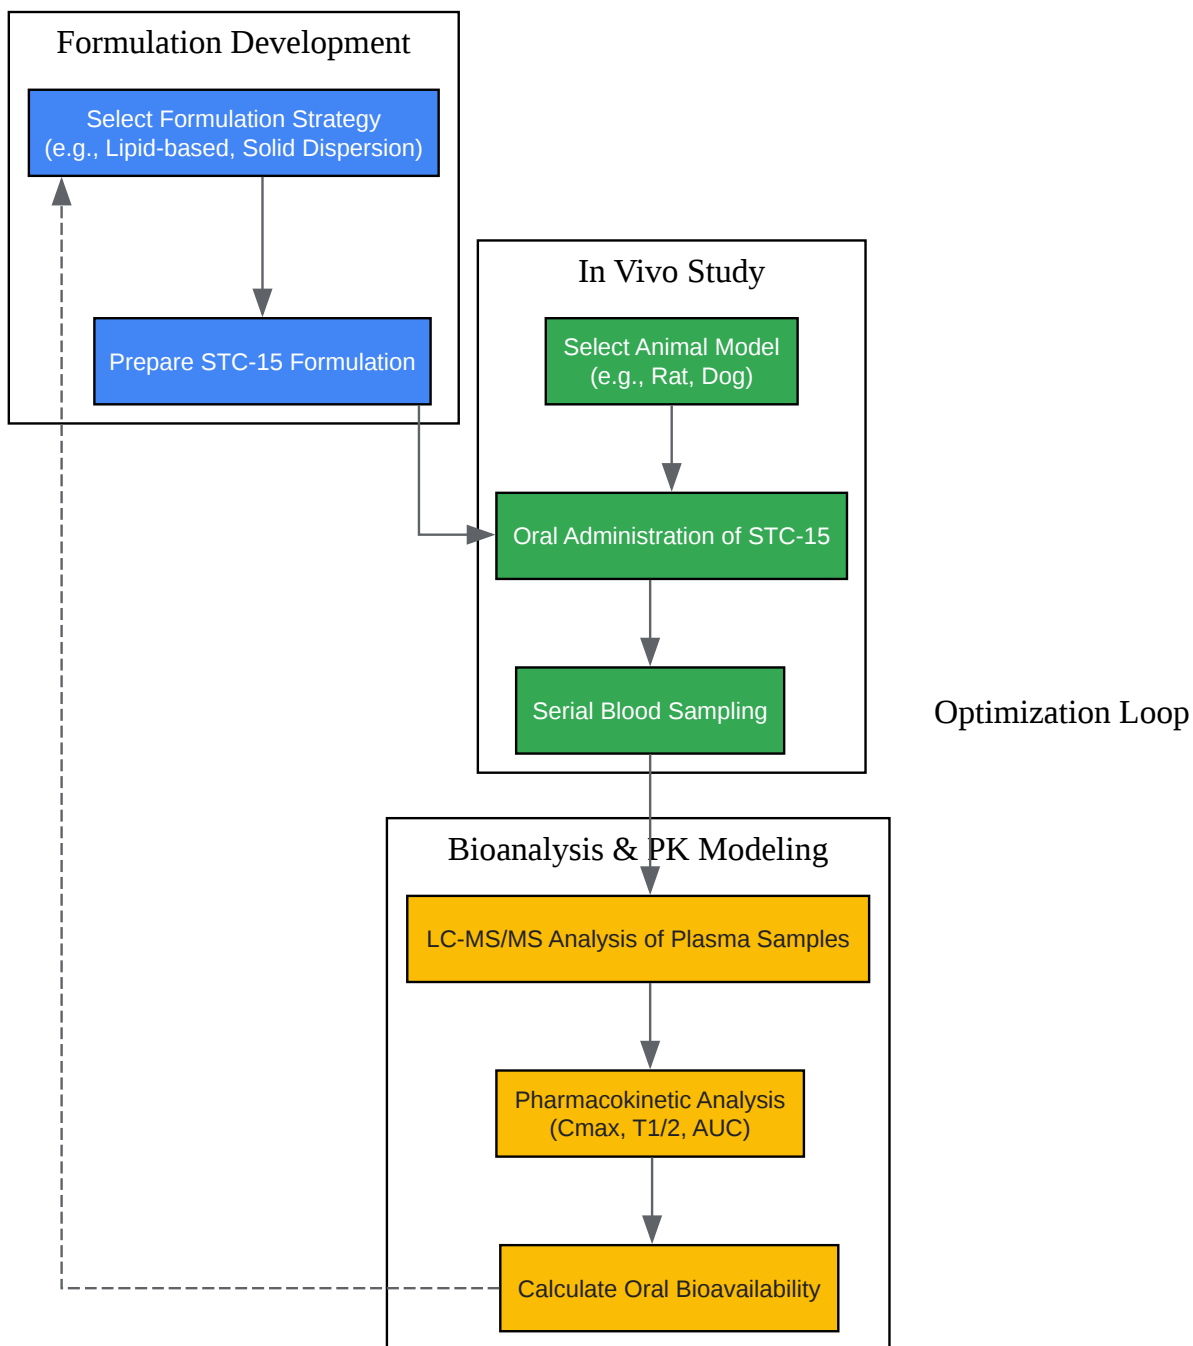 Formulation Development
Select Formulation Strategy
(e.g., Lipid-based, Solid Dispersion)
Prepare STC-15 Formulation
In Vivo Study
Select Animal Model
(e.g., Rat, Dog)
Oral Administration of STC-15
Serial Blood Sampling
Optimization Loop
Bioanalysis & PK Modeling
LC-MS/MS Analysis of Plasma Samples
Pharmacokinetic Analysis
(Cmax, T1/2, AUC)
Calculate Oral Bioavailability